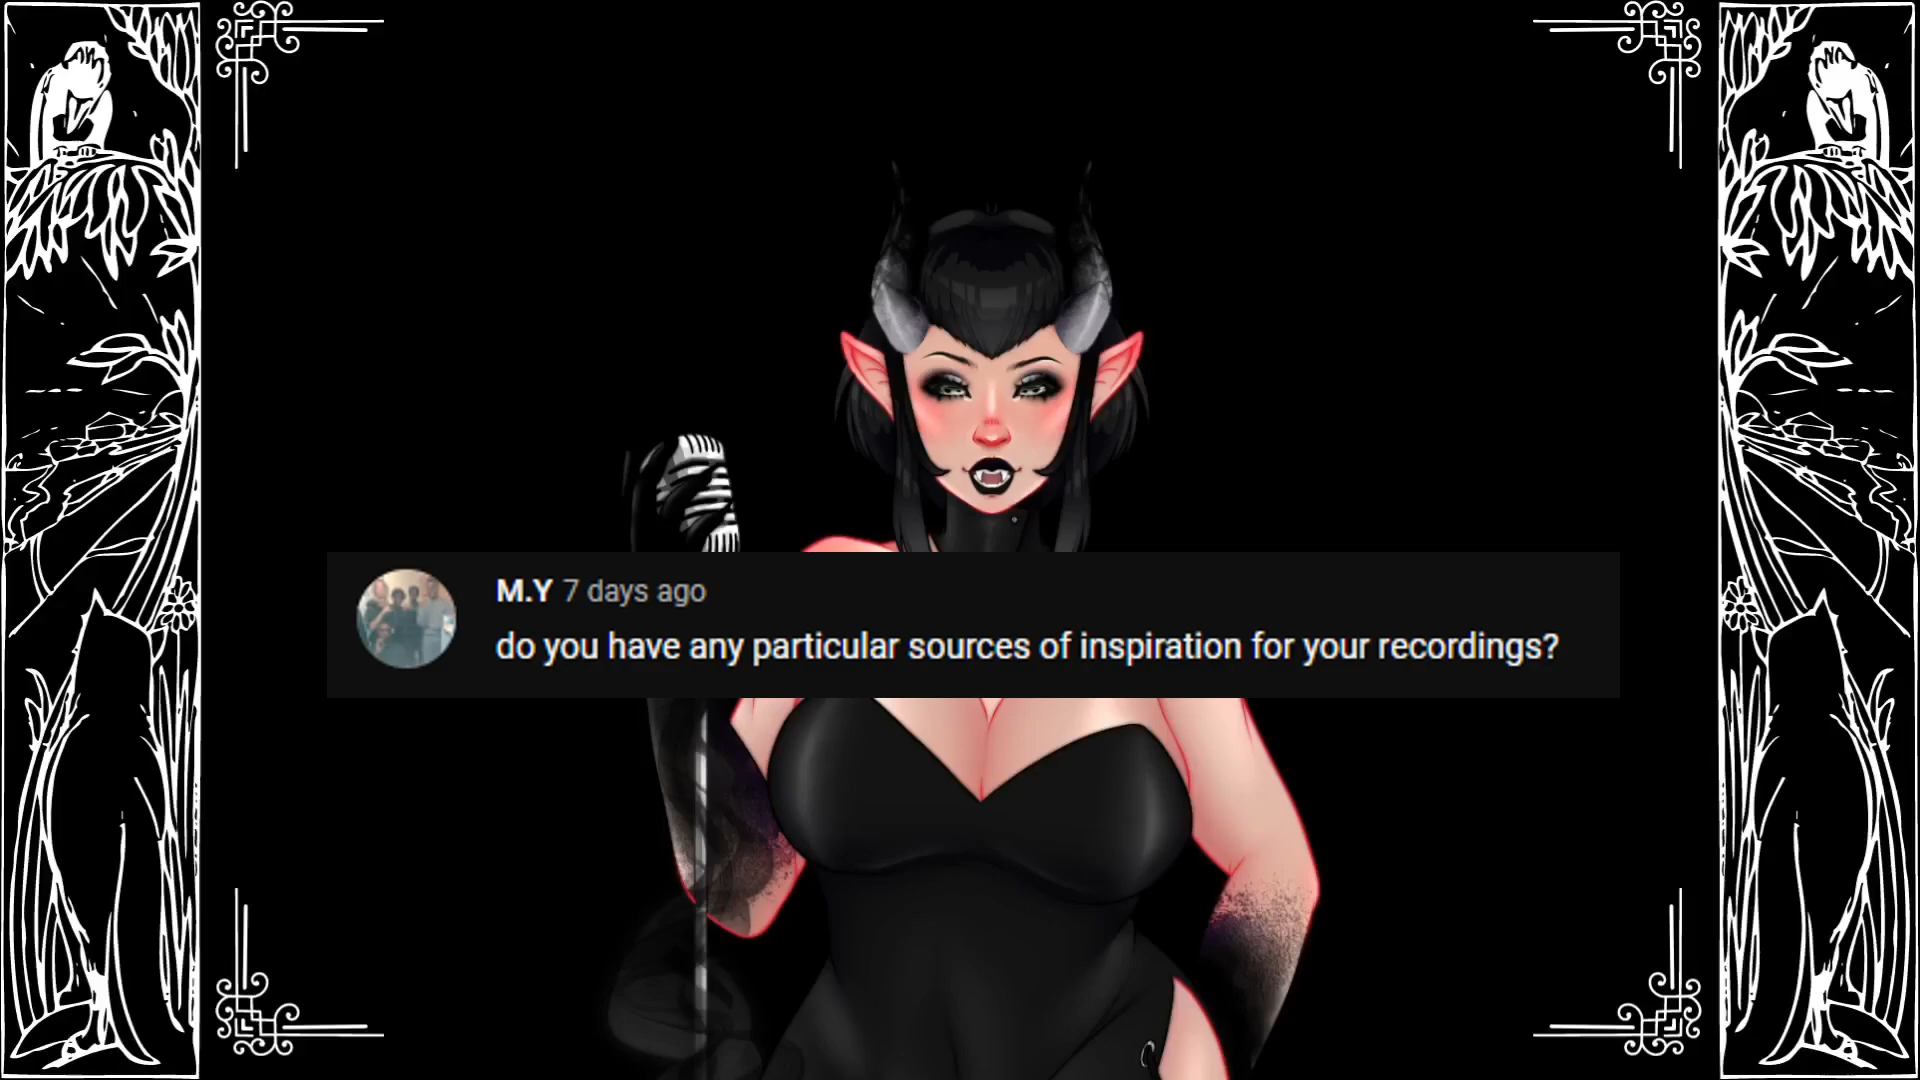 M.Y 7 days ago
do you have any particular sources of inspiration for your recordings?